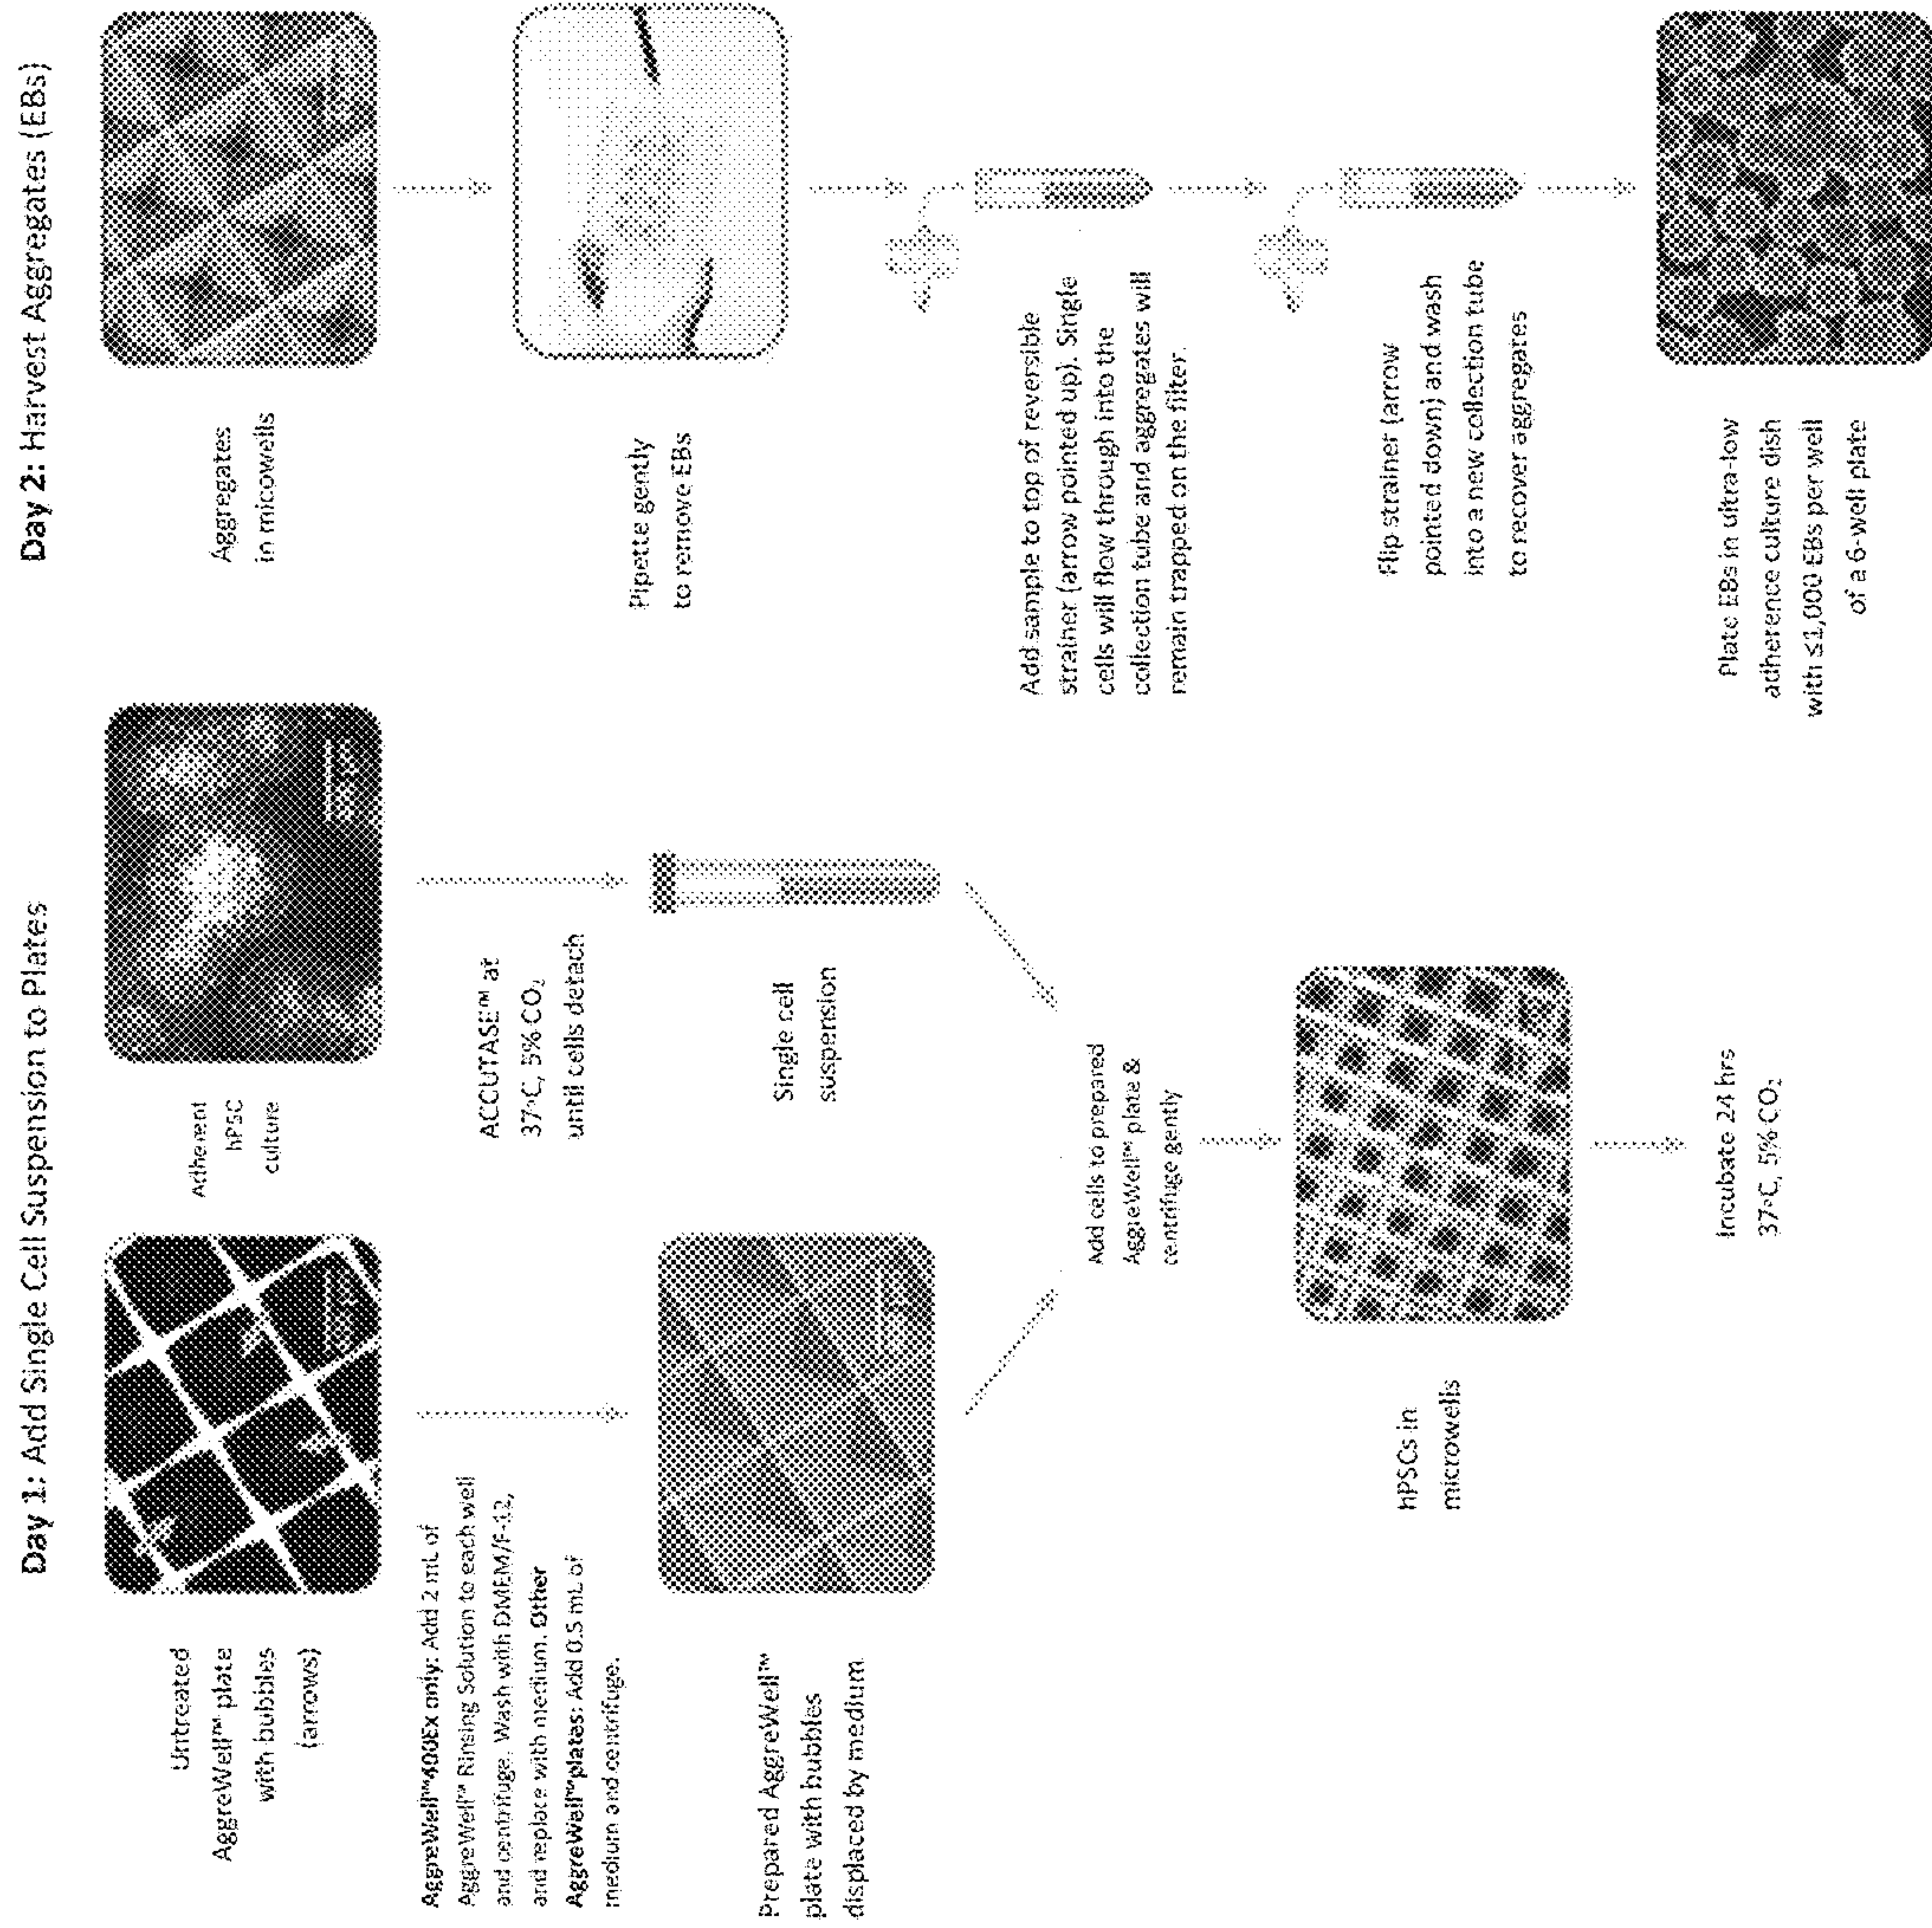 Day 1: Add Single Cell Suspension to Plates
Untreated
AggreWell™ plate
with bubbles
(arrows)
AggreWell™400Ex only: Add 2 mL of
AggreWell™ Rinsing Solution to each well
and centrifuge. Wash with DMEM/F-12,
and replace with medium. Other
AggreWell™ plates: Add 0.5 mL of
medium and centrifuge.
Prepared AggreWell™
plate with bubbles
displaced by medium
Adherent
hPSC
culture
ACCUTASE™ at
37°C, 5% CO₂
until cells detach
Single cell
suspension
Add cells to prepared
AggreWell™ plate &
centrifuge gently
hPSCs in
microwells
Incubate 24 hrs
37°C, 5% CO₂
Day 2: Harvest Aggregates (EBs)
Aggregates
in micowells
Pipette gently
to remove EBs
Add sample to top of reversible
strainer (arrow pointed up). Single
cells will flow through into the
collection tube and aggregates will
remain trapped on the filter.
Flip strainer (arrow
pointed down) and wash
into a new collection tube
to recover aggregates
Plate EBs in ultra-low
adherence culture dish
with ≤1,000 EBs per well
of a 6-well plate